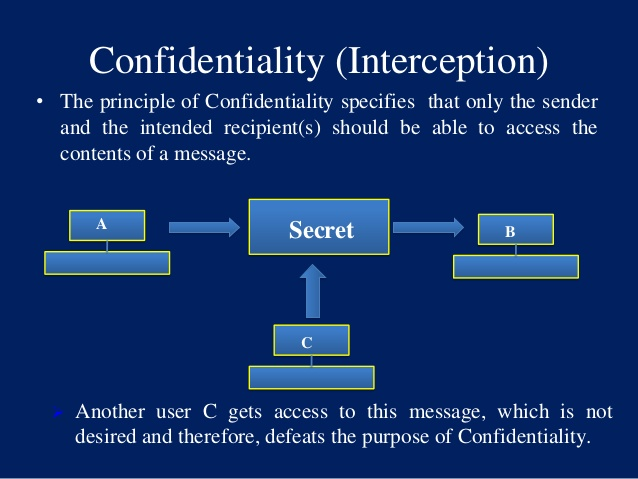 Confidentiality (Interception)
• The principle of Confidentiality specifies that only the sender
and the intended recipient(s) should be able to access the
contents of a message.
A
Secret
B
C
Another user C gets access to this message, which is not
desired and therefore, defeats the purpose of Confidentiality.